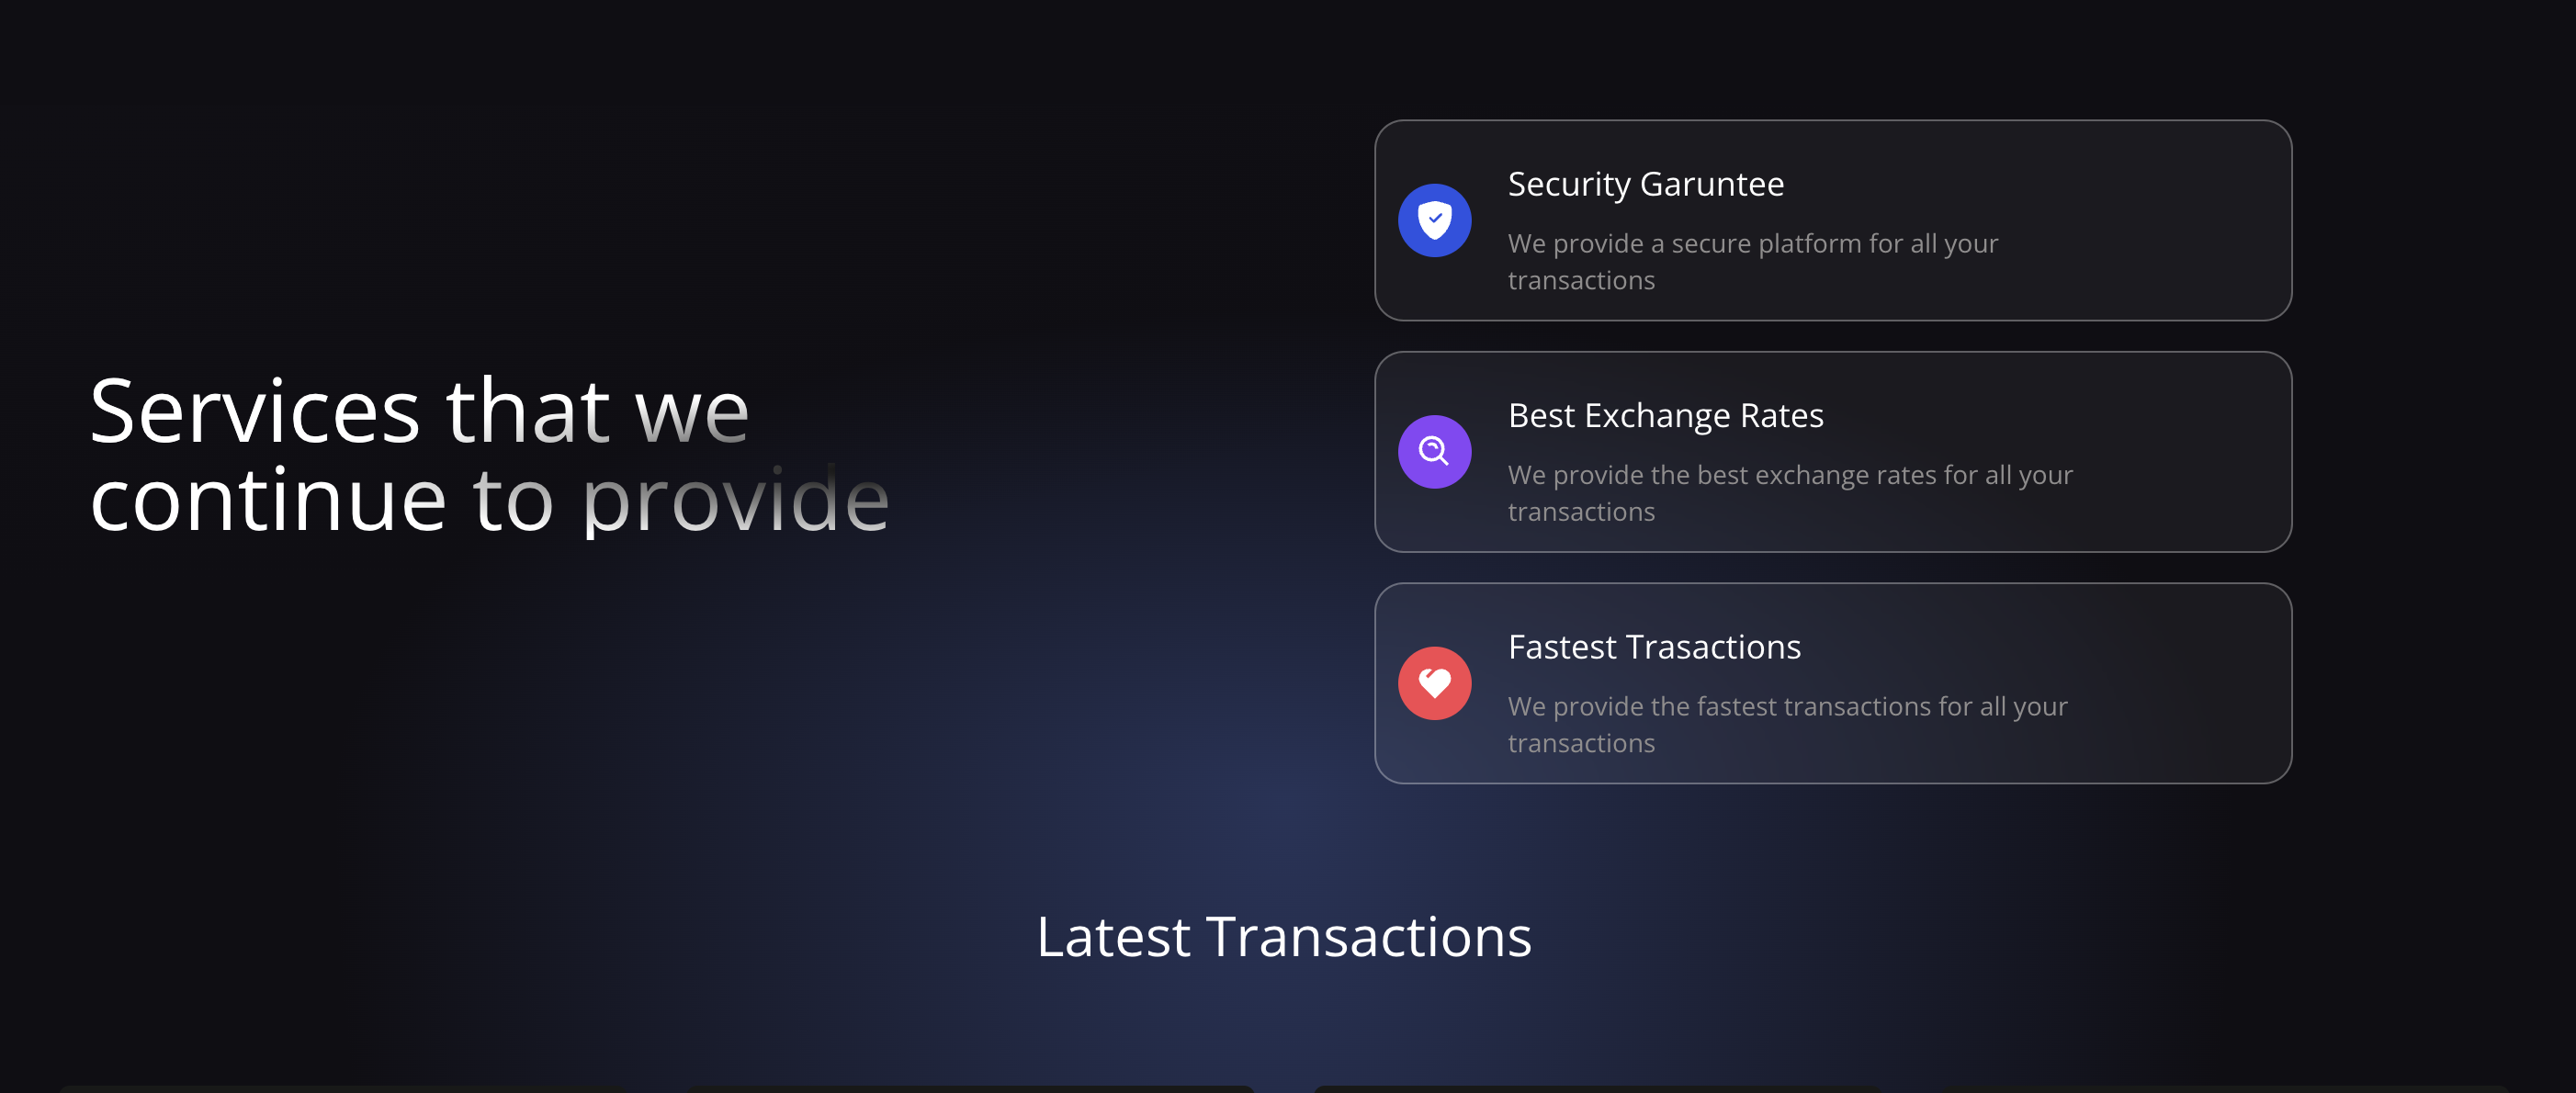 Services that we
continue to provide
Security Garuntee
We provide a secure platform for all your
transactions
Best Exchange Rates
We provide the best exchange rates for all your
transactions
Fastest Trasactions
We provide the fastest transactions for all your
transactions
Latest Transactions